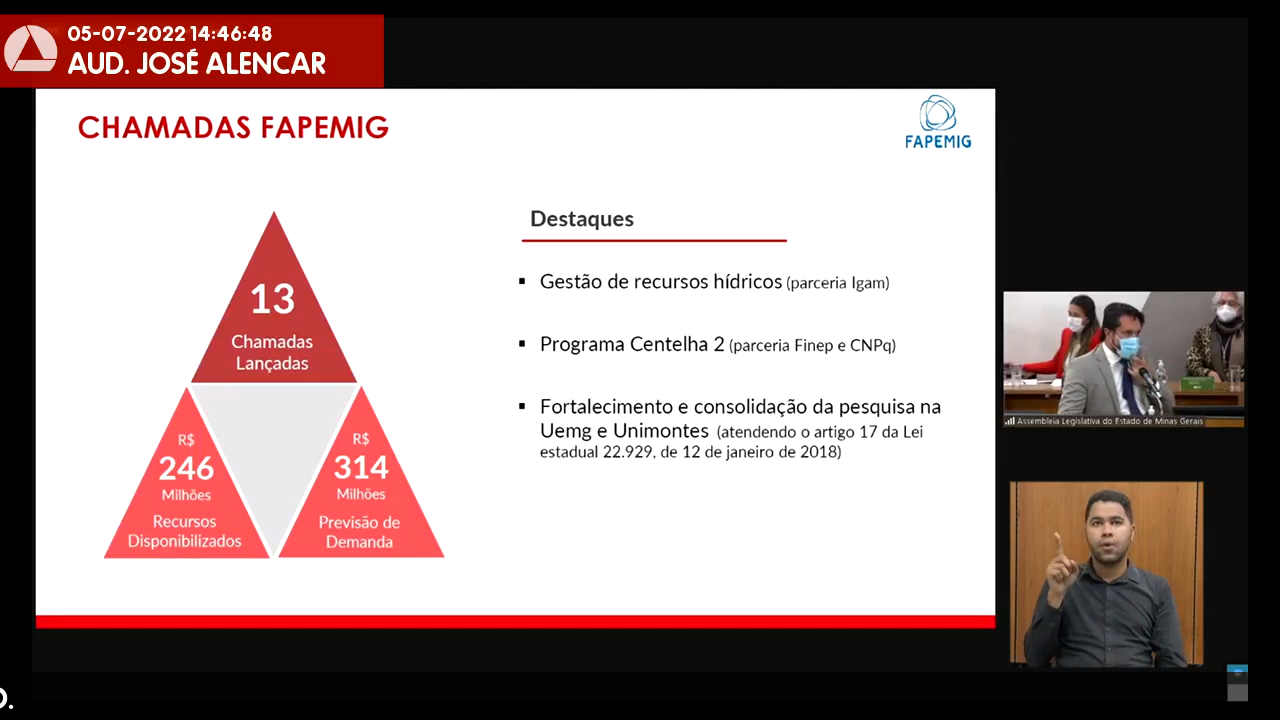 05-07-2022 14:46:48
AUD. JOSÉ ALENCAR
CHAMADAS FAPEMIG
FAPEMIG
13
Chamadas
Lançadas
R$
246
Milhões
Recursos
Disponibilizados
R$
314
Milhões
Previsão de
Demanda
Destaques
▪ Gestão de recursos hídricos (parceria Igam)
▪ Programa Centelha 2 (parceria Finep e CNPq)
▪ Fortalecimento e consolidação da pesquisa na
Uemg e Unimontes (atendendo o artigo 17 da Lei
estadual 22.929, de 12 de janeiro de 2018)
Assembleia Legislativa do Estado de Minas Gerais